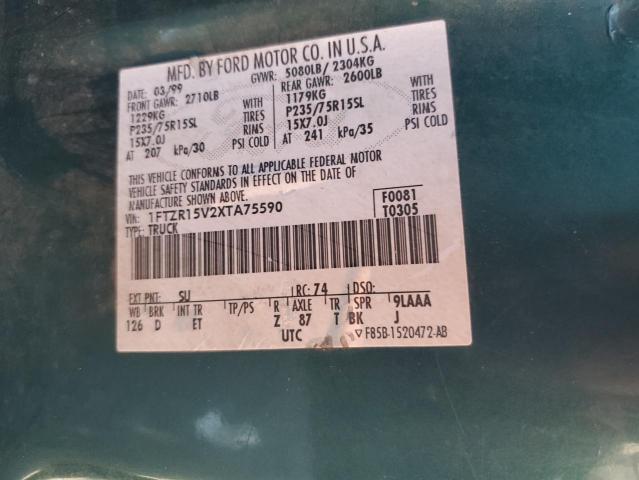 MFD. BY FORD MOTOR CO. IN U.S.A.
DATE: 03/99 GVWR: 5080LB/ 2304KG
FRONT GAWR: 2710LB REAR GAWR: 2600LB
1229KG WITH 1179KG WITH
P235/75R15SL TIRES P235/75R15SL TIRES
15X7.0J RIMS 15X7.0J RIMS
AT 207 kPa/30 PSI COLD AT 241 kPa/35 PSI COLD
THIS VEHICLE CONFORMS TO ALL APPLICABLE FEDERAL MOTOR
VEHICLE SAFETY STANDARDS IN EFFECT ON THE DATE OF
MANUFACTURE SHOWN ABOVE.
VIN: 1FTZR15V2XTA75590 F0081
TYPE: TRUCK T0305
EXT PNT: SU RC: 74 DSO:
WB BRK INT TR TP/PS R AXLE TR SPR 9LAAA
126 D ET Z 87 T BK J
UTC F85B-1520472-AB